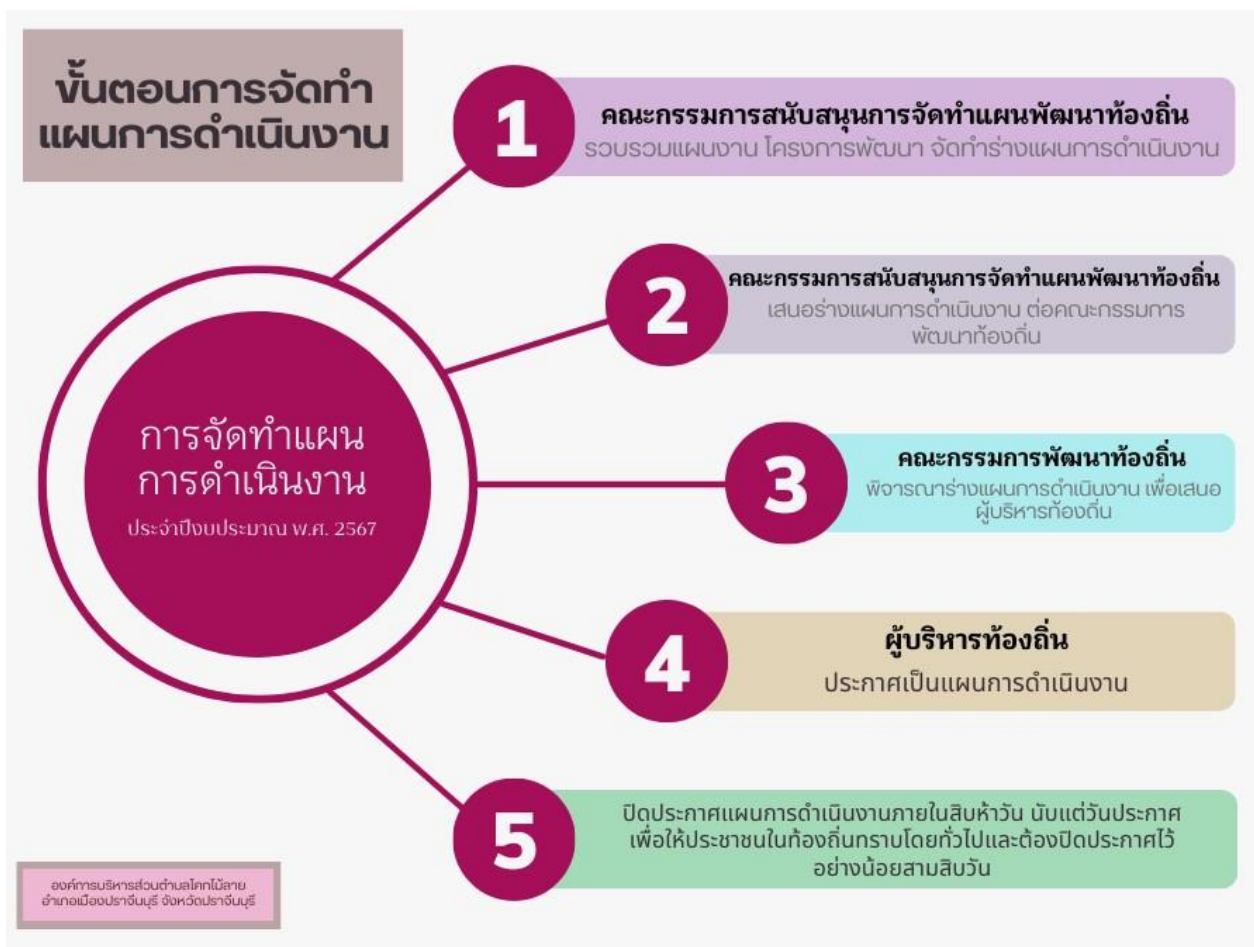 ขั้นตอนการจัดทำ
แผนการดำเนินงาน
1
คณะกรรมการสนับสนุนการจัดทำแผนพัฒนาท้องถิ่น
รวบรวมแผนงาน โครงการพัฒนา จัดทำร่างแผนการดำเนินงาน
2
คณะกรรมการสนับสนุนการจัดทำแผนพัฒนาท้องถิ่น
เสนอร่างแผนการดำเนินงาน ต่อคณะกรรมการ
พัฒนาท้องถิ่น
การจัดทำแผน
การดำเนินงาน
ประจำปีงบประมาณ พ.ศ. 2567
3
คณะกรรมการพัฒนาท้องถิ่น
พิจารณาร่างแผนการดำเนินงาน เพื่อเสนอ
ผู้บริหารท้องถิ่น
4
ผู้บริหารท้องถิ่น
ประกาศเป็นแผนการดำเนินงาน
5
ปิดประกาศแผนการดำเนินงานภายในสิบห้าวัน นับแต่วันประกาศ
เพื่อให้ประชาชนในท้องถิ่นทราบโดยทั่วไปและต้องปิดประกาศไว้
อย่างน้อยสามสิบวัน
องค์การบริหารส่วนตำบลโคกไม้ลาย
อำเภอเมืองปราจีนบุรี จังหวัดปราจีนบุรี